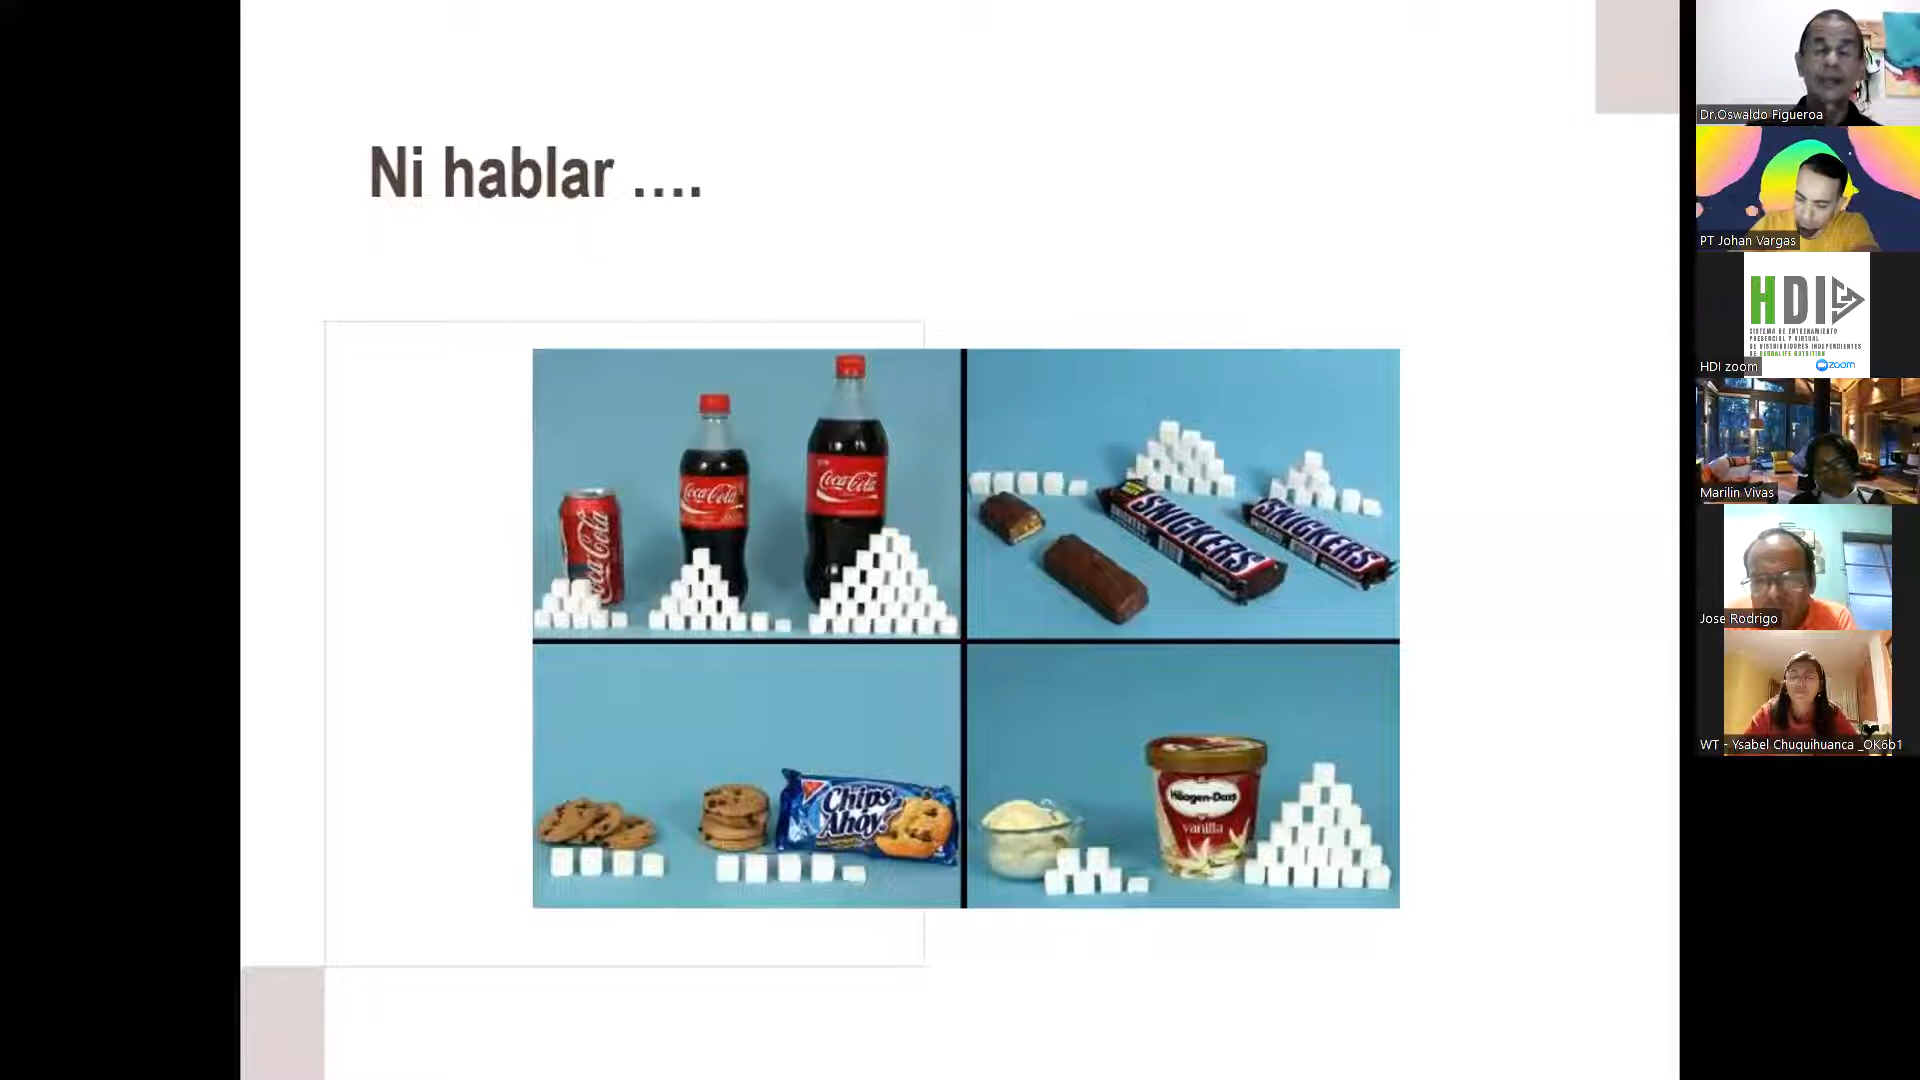 Ni hablar ....
Coca-Cola
Coca-Cola
Coca-Cola
SNICKERS
SNICKERS
Chips
Ahoy!
Häagen-Dazs
vanilla
Dr.Oswaldo Figueroa
PT Johan Vargas
HDI
SISTEMA DE ENTRENAMIENTO
PRESENCIAL Y VIRTUAL
DE DISTRIBUIDORES INDEPENDIENTES
DE HERBALIFE NUTRITION
zoom
HDI zoom
Marilin Vivas
Jose Rodrigo
WT - Ysabel Chuquihuanca _OK6b1